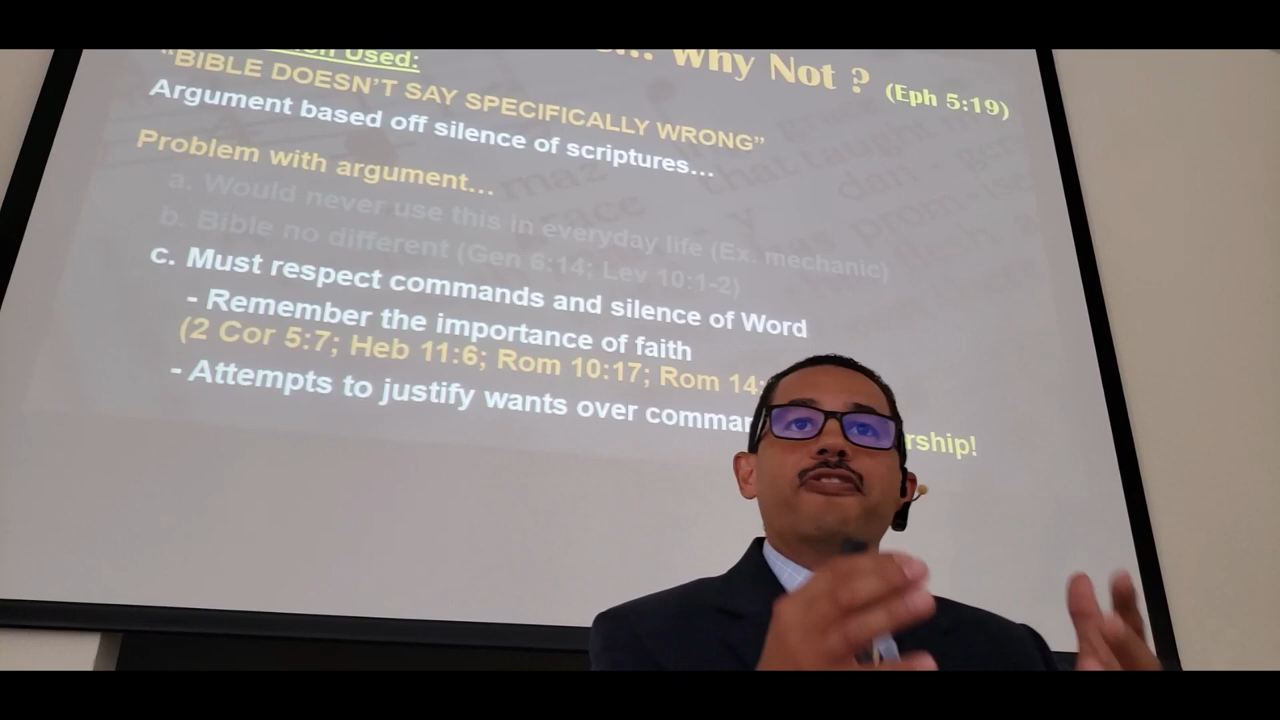 Used:
Why Not ? (Eph 5:19)
“BIBLE DOESN’T SAY SPECIFICALLY WRONG”
Argument based off silence of scriptures...
Problem with argument...
a. Would never use this in everyday life (Ex. mechanic)
b. Bible no different (Gen 6:14; Lev 10:1-2)
c. Must respect commands and silence of Word
- Remember the importance of faith
(2 Cor 5:7; Heb 11:6; Rom 10:17; Rom 14:
- Attempts to justify wants over comman rship!